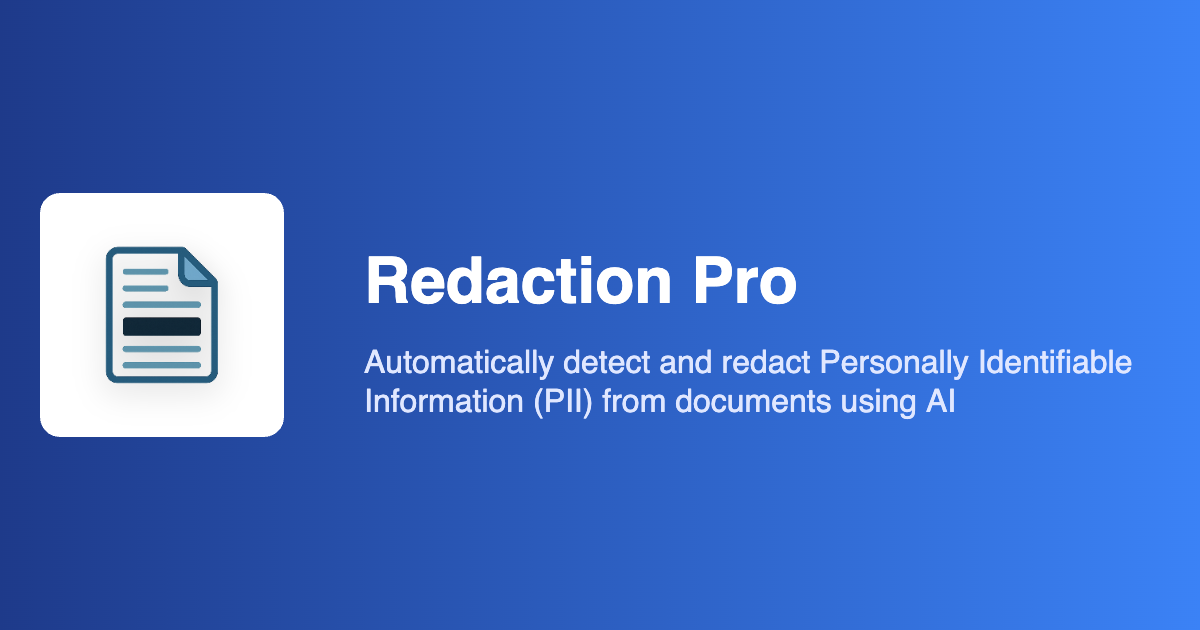 Redaction Pro
Automatically detect and redact Personally Identifiable
Information (PII) from documents using AI